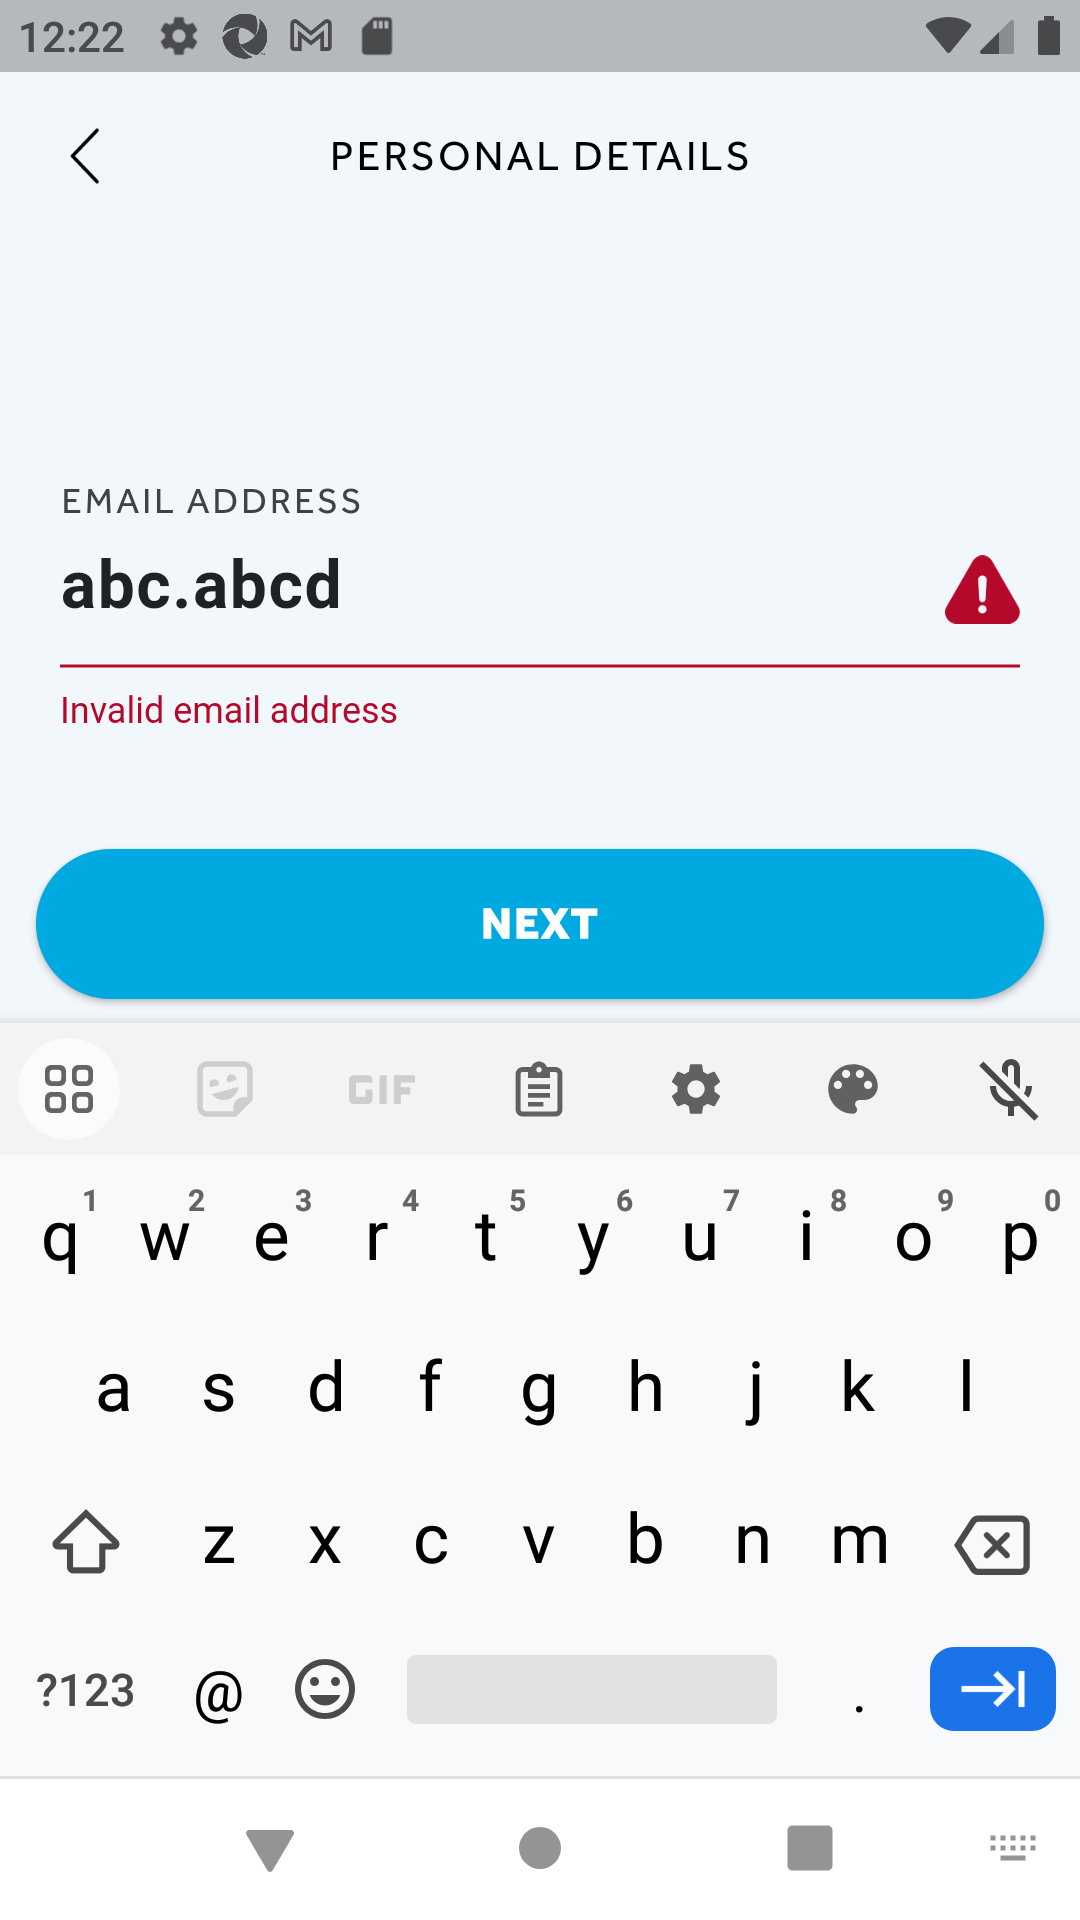 12:22
PERSONAL DETAILS
EMAIL ADDRESS
abc.abcd
Invalid email address
NEXT
GIF
1 2 3 4 5 6 7 8 9 0
q w e r t y u i o p
a s d f g h j k l
z x c v b n m
?123 @ .